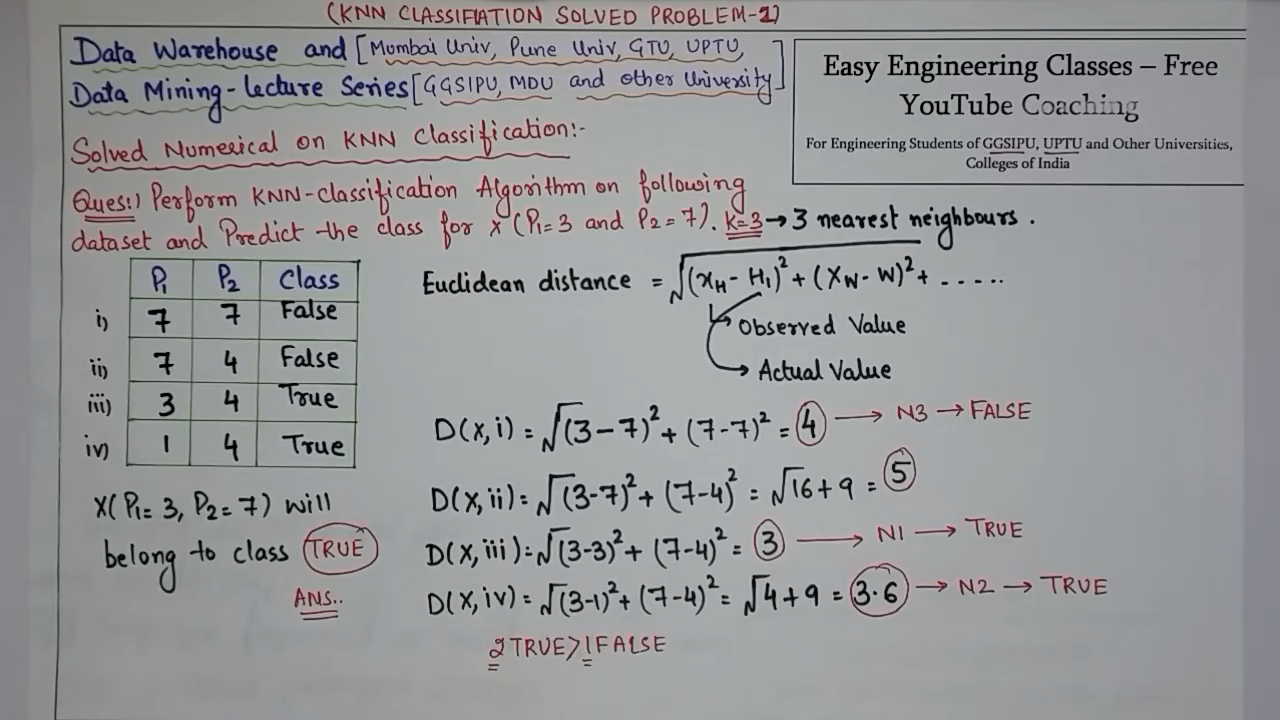 (KNN CLASSIFIATION SOLVED PROBLEM-1)
Data Warehouse and [Mumbai Univ, Pune Univ, GTU, UPTU,
Data Mining-Lecture Series [GGSIPU, MDU and other University]
Easy Engineering Classes – Free
YouTube Coaching
For Engineering Students of GGSIPU, UPTU and Other Universities,
Colleges of India
Solved Numerical on KNN Classification:-
Ques:1) Perform KNN-classification Algorithm on following
dataset and Predict the class for x (P1=3 and P2=7). K=3 → 3 nearest neighbours.
P1 P2 Class
i) 7 7 False
ii) 7 4 False
iii) 3 4 True
iv) 1 4 True
X(P1=3, P2=7) will
belong to class TRUE
ANS..
Euclidean distance = √(xH-H1)²+(XW-W)²+.....
Observed Value
Actual Value
D(x,i) = √(3-7)²+(7-7)² = 4 → N3 → FALSE
D(x,ii) = √(3-7)²+(7-4)² = √16+9 = 5
D(x,iii) = √(3-3)²+(7-4)² = 3 → N1 → TRUE
D(x,iv) = √(3-1)²+(7-4)² = √4+9 = 3.6 → N2 → TRUE
2 TRUE>1 FALSE